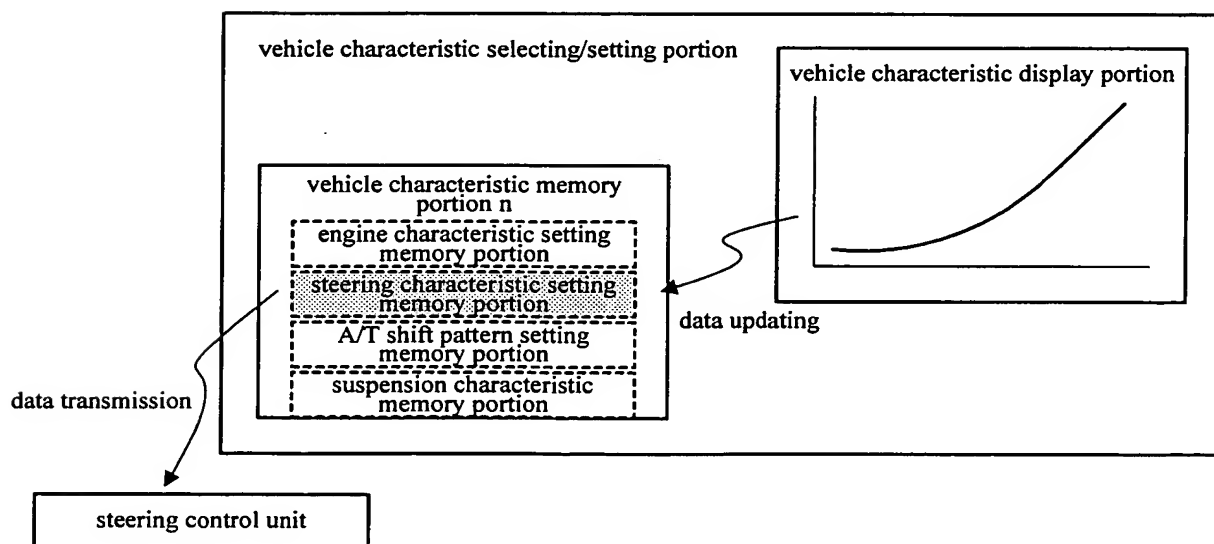 vehicle characteristic selecting/setting portion
vehicle characteristic display portion
vehicle characteristic memory
portion n
engine characteristic setting
memory portion
steering characteristic setting
memory portion
A/T shift pattern setting
memory portion
suspension characteristic
memory portion
data updating
data transmission
steering control unit